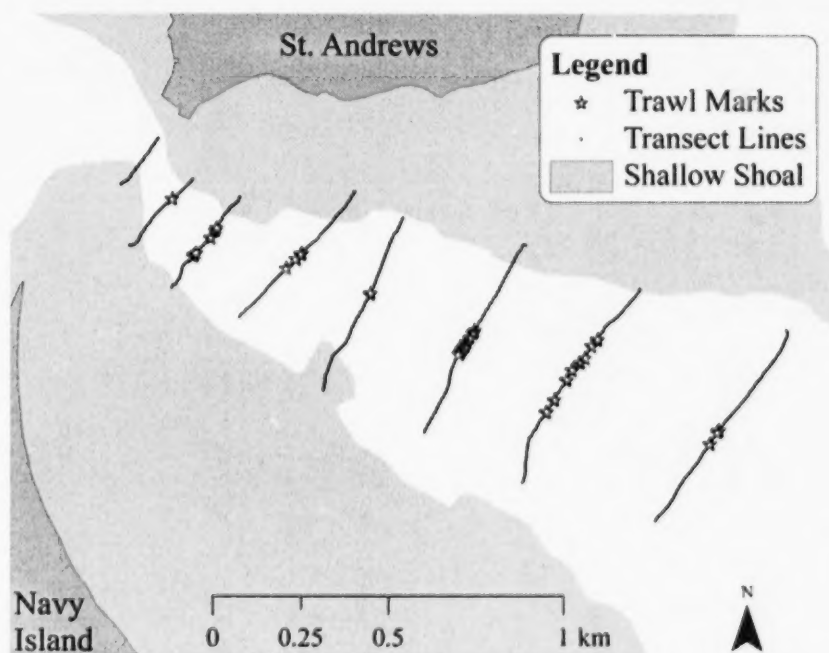 St. Andrews
Legend
Trawl Marks
Transect Lines
Shallow Shoal
Navy
Island
0 0.25 0.5 1 km
N